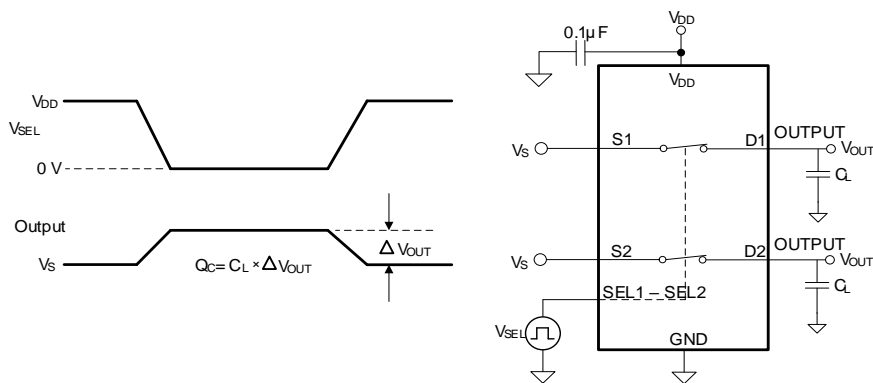 VDD
VSEL
0 V
Output
VS
QC= CL × ΔVOUT
Δ VOUT
VDD
0.1µF
VDD
VS
S1
D1
OUTPUT
VOUT
CL
VS
S2
D2
OUTPUT
VOUT
CL
SEL1 – SEL2
VSEL
GND